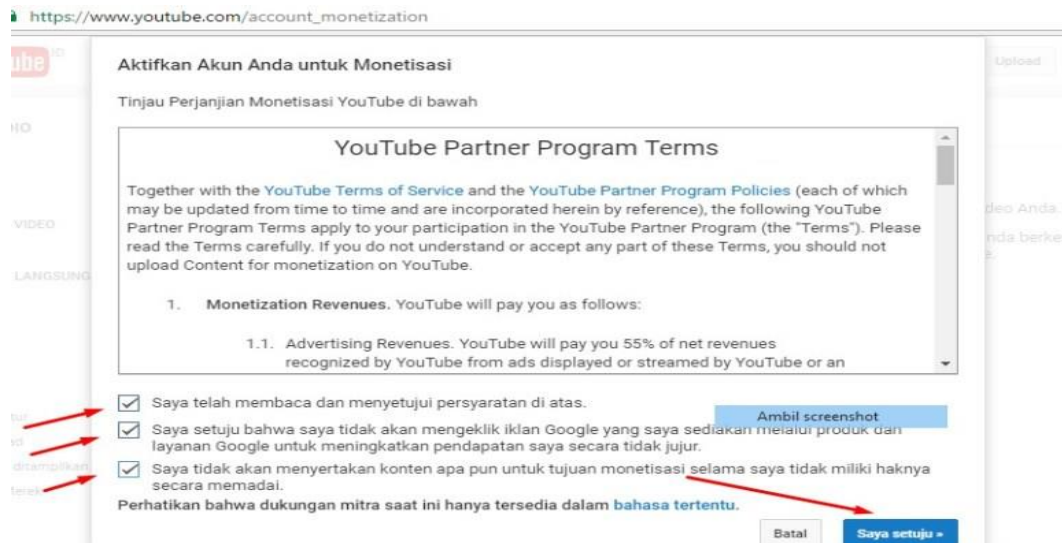 https://www.youtube.com/account_monetization
ube ID
Upload
Aktifkan Akun Anda untuk Monetisasi
Tinjau Perjanjian Monetisasi YouTube di bawah
YouTube Partner Program Terms
Together with the YouTube Terms of Service and the YouTube Partner Program Policies (each of which
may be updated from time to time and are incorporated herein by reference), the following YouTube
Partner Program Terms apply to your participation in the YouTube Partner Program (the "Terms"). Please
read the Terms carefully. If you do not understand or accept any part of these Terms, you should not
upload Content for monetization on YouTube.
VIDEO
deo Anda.
nda berke
LANGSUNG
1. Monetization Revenues. YouTube will pay you as follows:
1.1. Advertising Revenues. YouTube will pay you 55% of net revenues
recognized by YouTube from ads displayed or streamed by YouTube or an
Saya telah membaca dan menyetujui persyaratan di atas.
Ambil screenshot
Saya setuju bahwa saya tidak akan mengeklik iklan Google yang saya sediakan melalui produk dan
layanan Google untuk meningkatkan pendapatan saya secara tidak jujur.
ditampilkan
Saya tidak akan menyertakan konten apa pun untuk tujuan monetisasi selama saya tidak miliki haknya
secara memadai.
Perhatikan bahwa dukungan mitra saat ini hanya tersedia dalam bahasa tertentu.
Batal
Saya setuju »